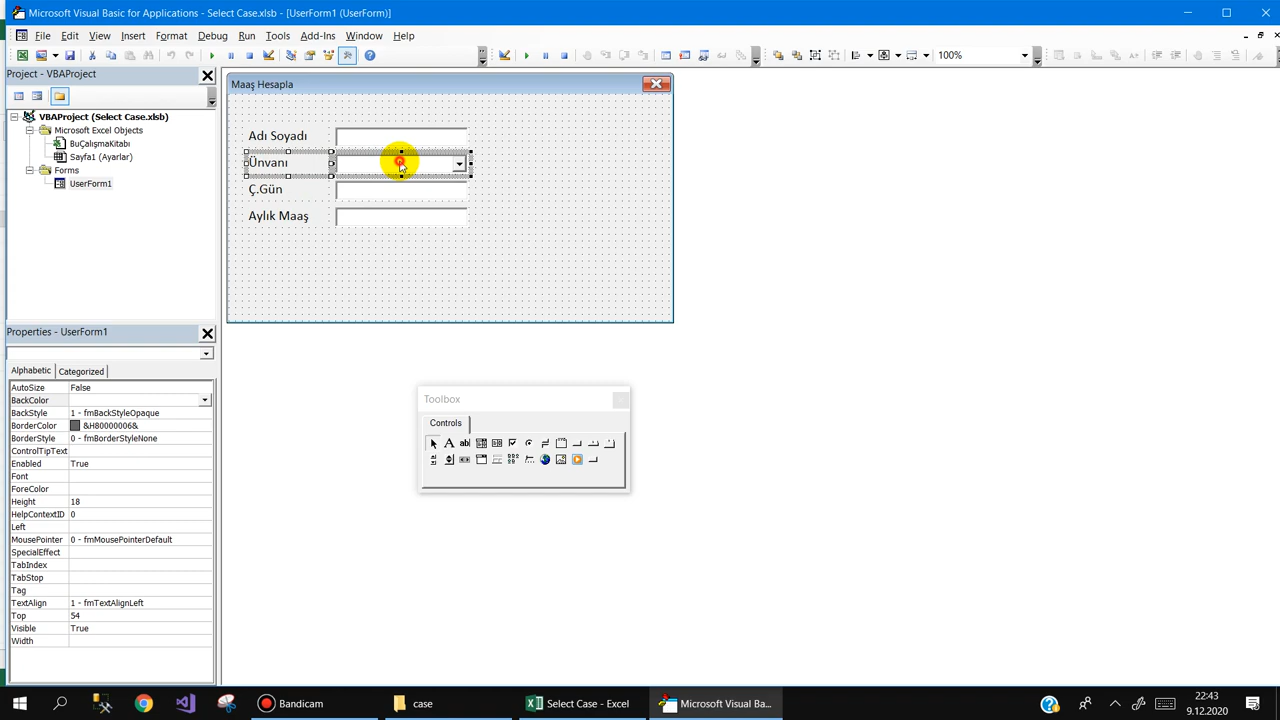 Microsoft Visual Basic for Applications - Select Case.xlsb - [UserForm1 (UserForm)]
File Edit View Insert Format Debug Run Tools Add-Ins Window Help
100%
Project - VBAProject
VBAProject (Select Case.xlsb)
Microsoft Excel Objects
BuÇalışmaKitabı
Sayfa1 (Ayarlar)
Forms
UserForm1
Maaş Hesapla
Adı Soyadı
Ünvanı
Ç.Gün
Aylık Maaş
Properties - UserForm1
Alphabetic Categorized
AutoSize False
BackColor
BackStyle 1 - fmBackStyleOpaque
BorderColor &H80000006&
BorderStyle 0 - fmBorderStyleNone
ControlTipText
Enabled True
Font
ForeColor
Height 18
HelpContextID 0
Left
MousePointer 0 - fmMousePointerDefault
SpecialEffect
TabIndex
TabStop
Tag
TextAlign 1 - fmTextAlignLeft
Top 54
Visible True
Width
Toolbox
Controls
A ab|
Bandicam
case
Select Case - Excel
Microsoft Visual Ba...
22:43
9.12.2020